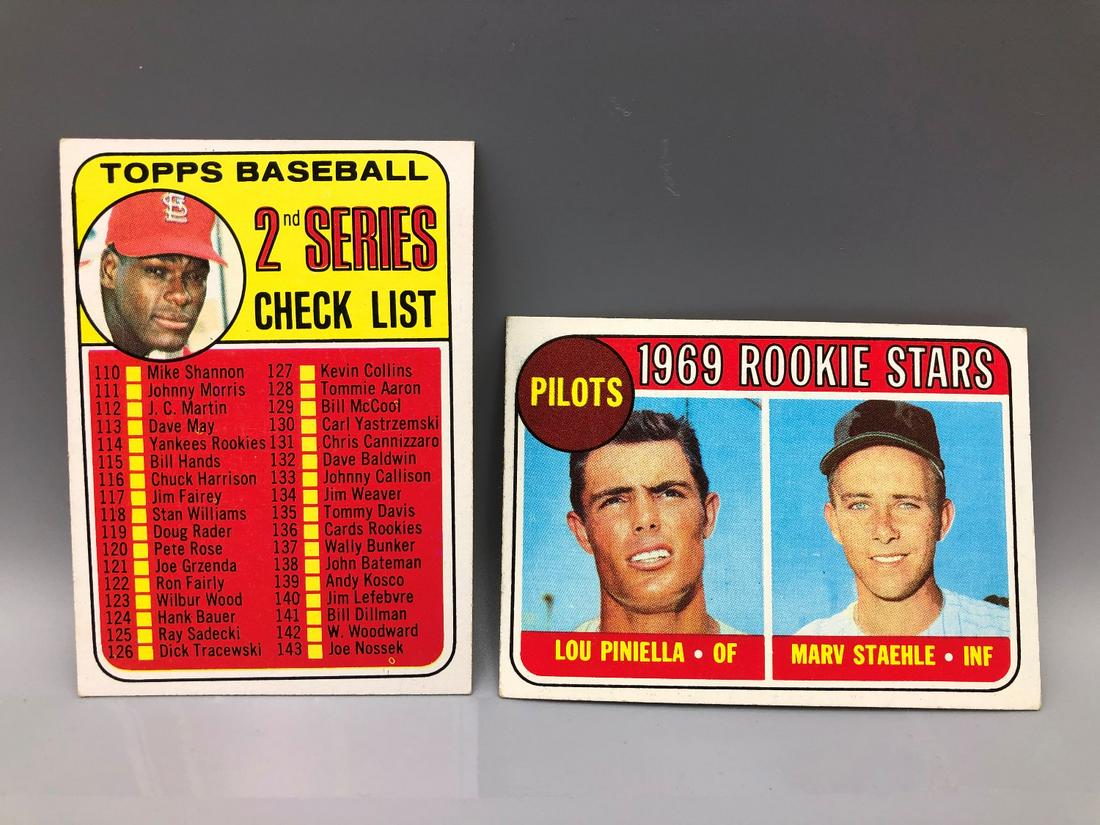 TOPPS BASEBALL
2nd SERIES
CHECK LIST
110 Mike Shannon
111 Johnny Morris
112 J. C. Martin
113 Dave May
114 Yankees Rookies
115 Bill Hands
116 Chuck Harrison
117 Jim Fairey
118 Stan Williams
119 Doug Rader
120 Pete Rose
121 Joe Grzenda
122 Ron Fairly
123 Wilbur Wood
124 Hank Bauer
125 Ray Sadecki
126 Dick Tracewski
127 Kevin Collins
128 Tommie Aaron
129 Bill McCool
130 Carl Yastrzemski
131 Chris Cannizzaro
132 Dave Baldwin
133 Johnny Callison
134 Jim Weaver
135 Tommy Davis
136 Cards Rookies
137 Wally Bunker
138 John Bateman
139 Andy Kosco
140 Jim Lefebvre
141 Bill Dillman
142 W. Woodward
143 Joe Nossek
PILOTS
1969 ROOKIE STARS
LOU PINIELLA • OF
MARV STAEHLE • INF